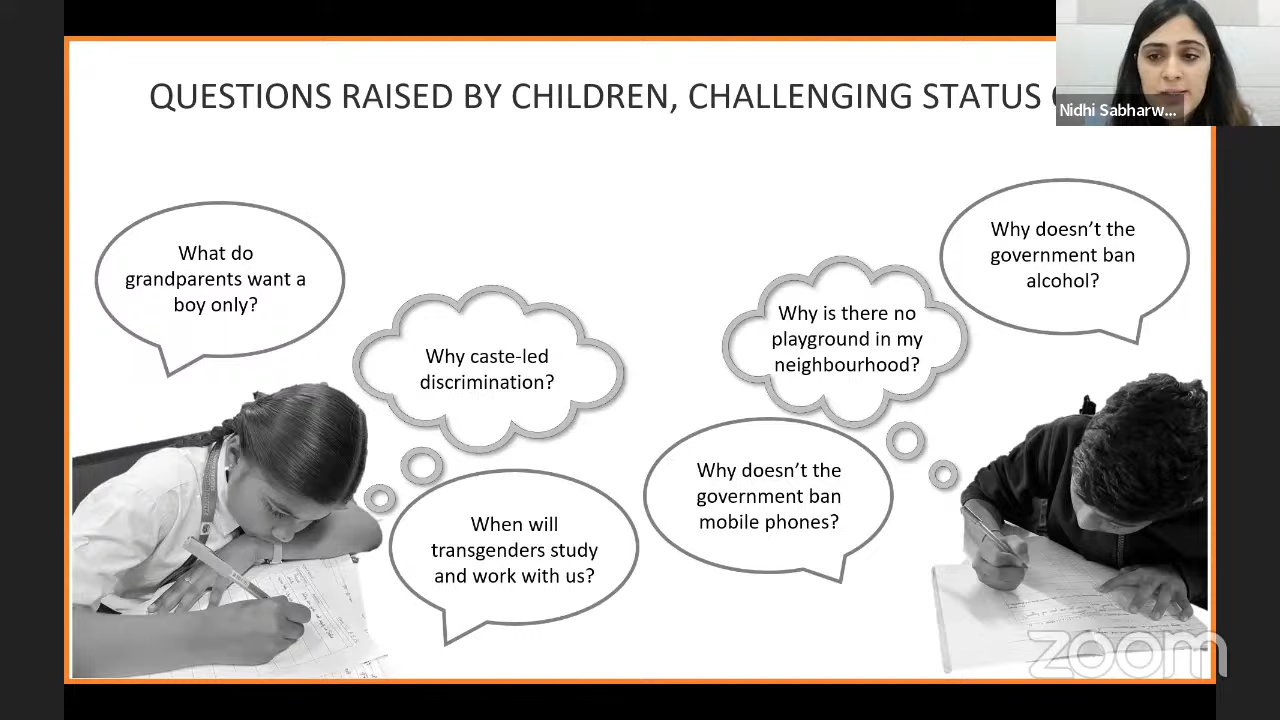 QUESTIONS RAISED BY CHILDREN, CHALLENGING STATUS
Nidhi Sabharw...
What do
grandparents want a
boy only?
Why caste-led
discrimination?
When will
transgenders study
and work with us?
Why is there no
playground in my
neighbourhood?
Why doesn’t the
government ban
mobile phones?
Why doesn’t the
government ban
alcohol?
zoom